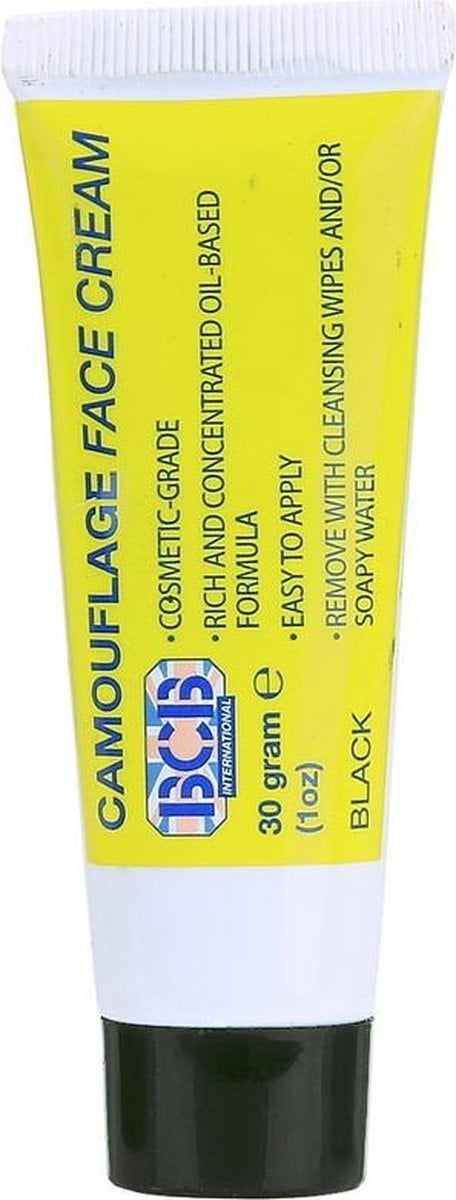 CAMOUFLAGE FACE CREAM
BCB
INTERNATIONAL
• COSMETIC-GRADE
• RICH AND CONCENTRATED OIL-BASED
FORMULA
• EASY TO APPLY
• REMOVE WITH CLEANSING WIPES AND/OR
SOAPY WATER
30 gram ℮
(1oz)
BLACK